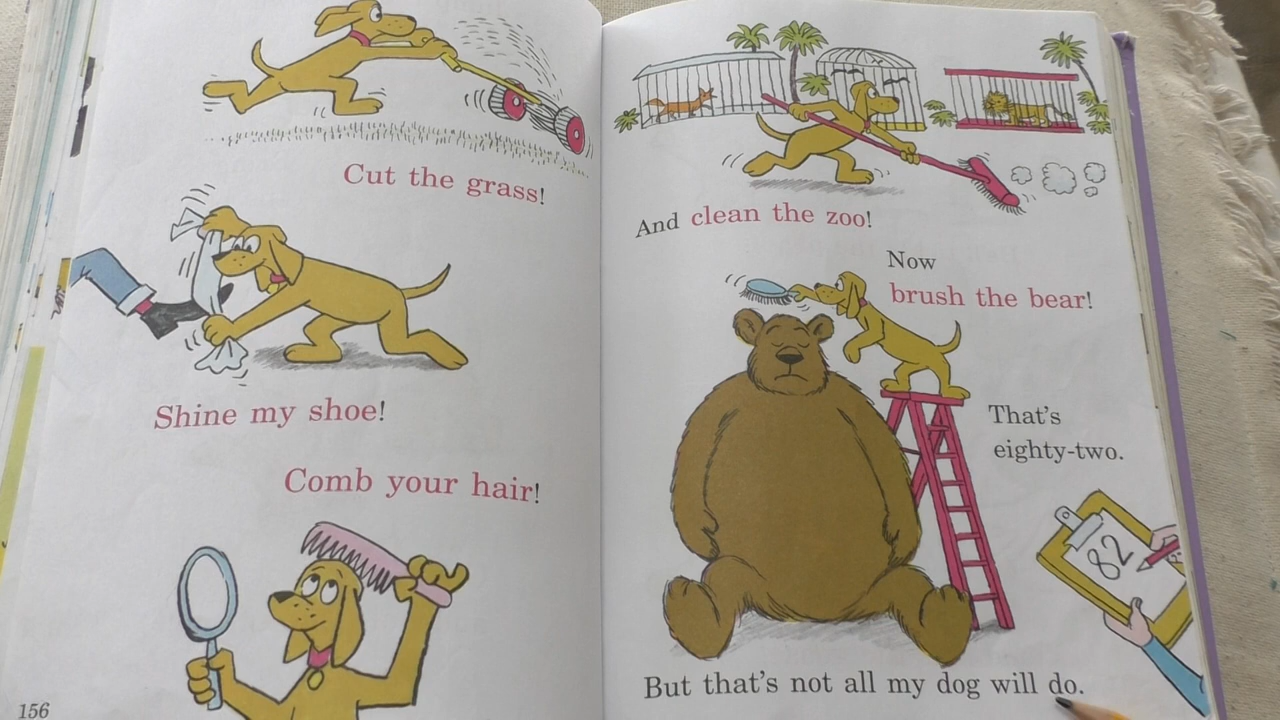 Cut the grass!
Shine my shoe!
Comb your hair!
156
And clean the zoo!
Now
brush the bear!
That's
eighty-two.
82
But that's not all my dog will do.